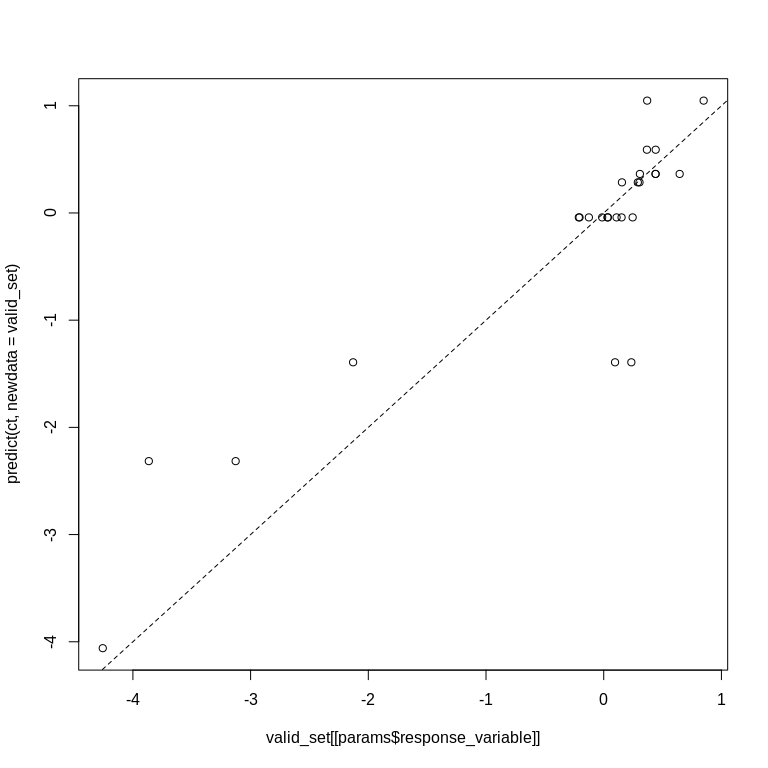 1
0
-1
-2
-3
-4
predict(ct, newdata = valid_set)
-4 -3 -2 -1 0 1
valid_set[[params$response_variable]]